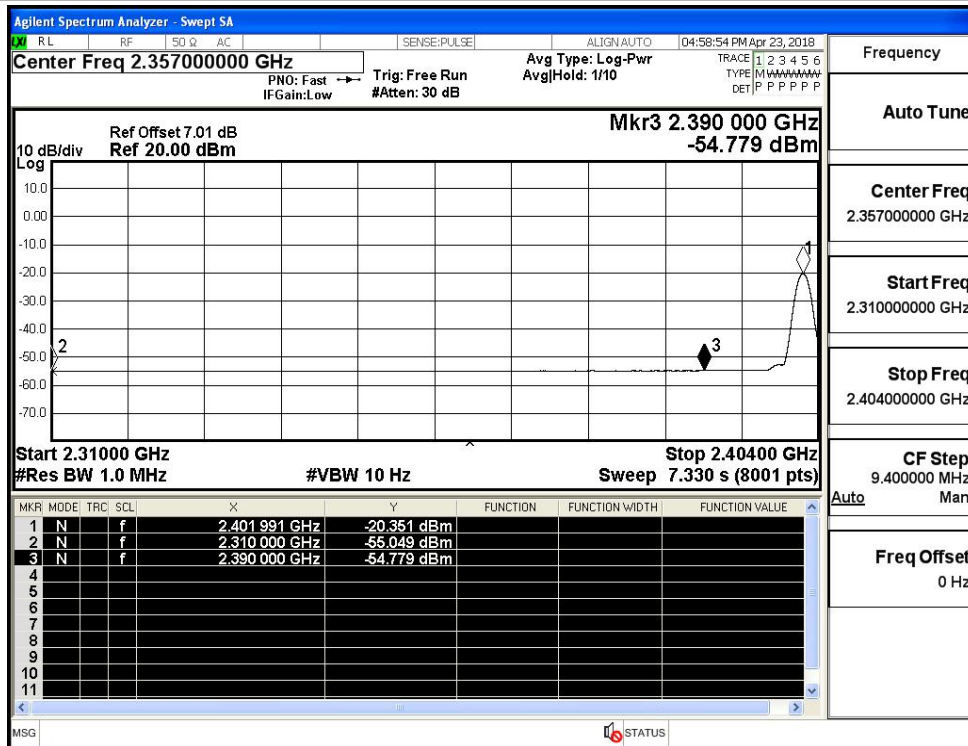 Agilent Spectrum Analyzer - Swept SA
LXI RL RF 50 Ω AC SENSE:PULSE ALIGN AUTO 04:58:54 PM Apr 23, 2018
Center Freq 2.357000000 GHz
PNO: Fast
IFGain:Low
Trig: Free Run
#Atten: 30 dB
Avg Type: Log-Pwr
Avg|Hold: 1/10
TRACE 1 2 3 4 5 6
TYPE M WWWWW
DET P P P P P P
Ref Offset 7.01 dB
Ref 20.00 dBm
10 dB/div
Log
Mkr3 2.390 000 GHz
-54.779 dBm
10.0
0.00
-10.0
-20.0
-30.0
-40.0
-50.0
-60.0
-70.0
1
2
3
Start 2.31000 GHz Stop 2.40400 GHz
#Res BW 1.0 MHz #VBW 10 Hz Sweep 7.330 s (8001 pts)
MKR MODE TRC SCL X Y FUNCTION FUNCTION WIDTH FUNCTION VALUE
1 N f 2.401 991 GHz -20.351 dBm
2 N f 2.310 000 GHz -55.049 dBm
3 N f 2.390 000 GHz -54.779 dBm
4
5
6
7
8
9
10
11
MSG STATUS
Frequency
Auto Tune
Center Freq
2.357000000 GHz
Start Freq
2.310000000 GHz
Stop Freq
2.404000000 GHz
CF Step
9.400000 MHz
Auto Man
Freq Offset
0 Hz